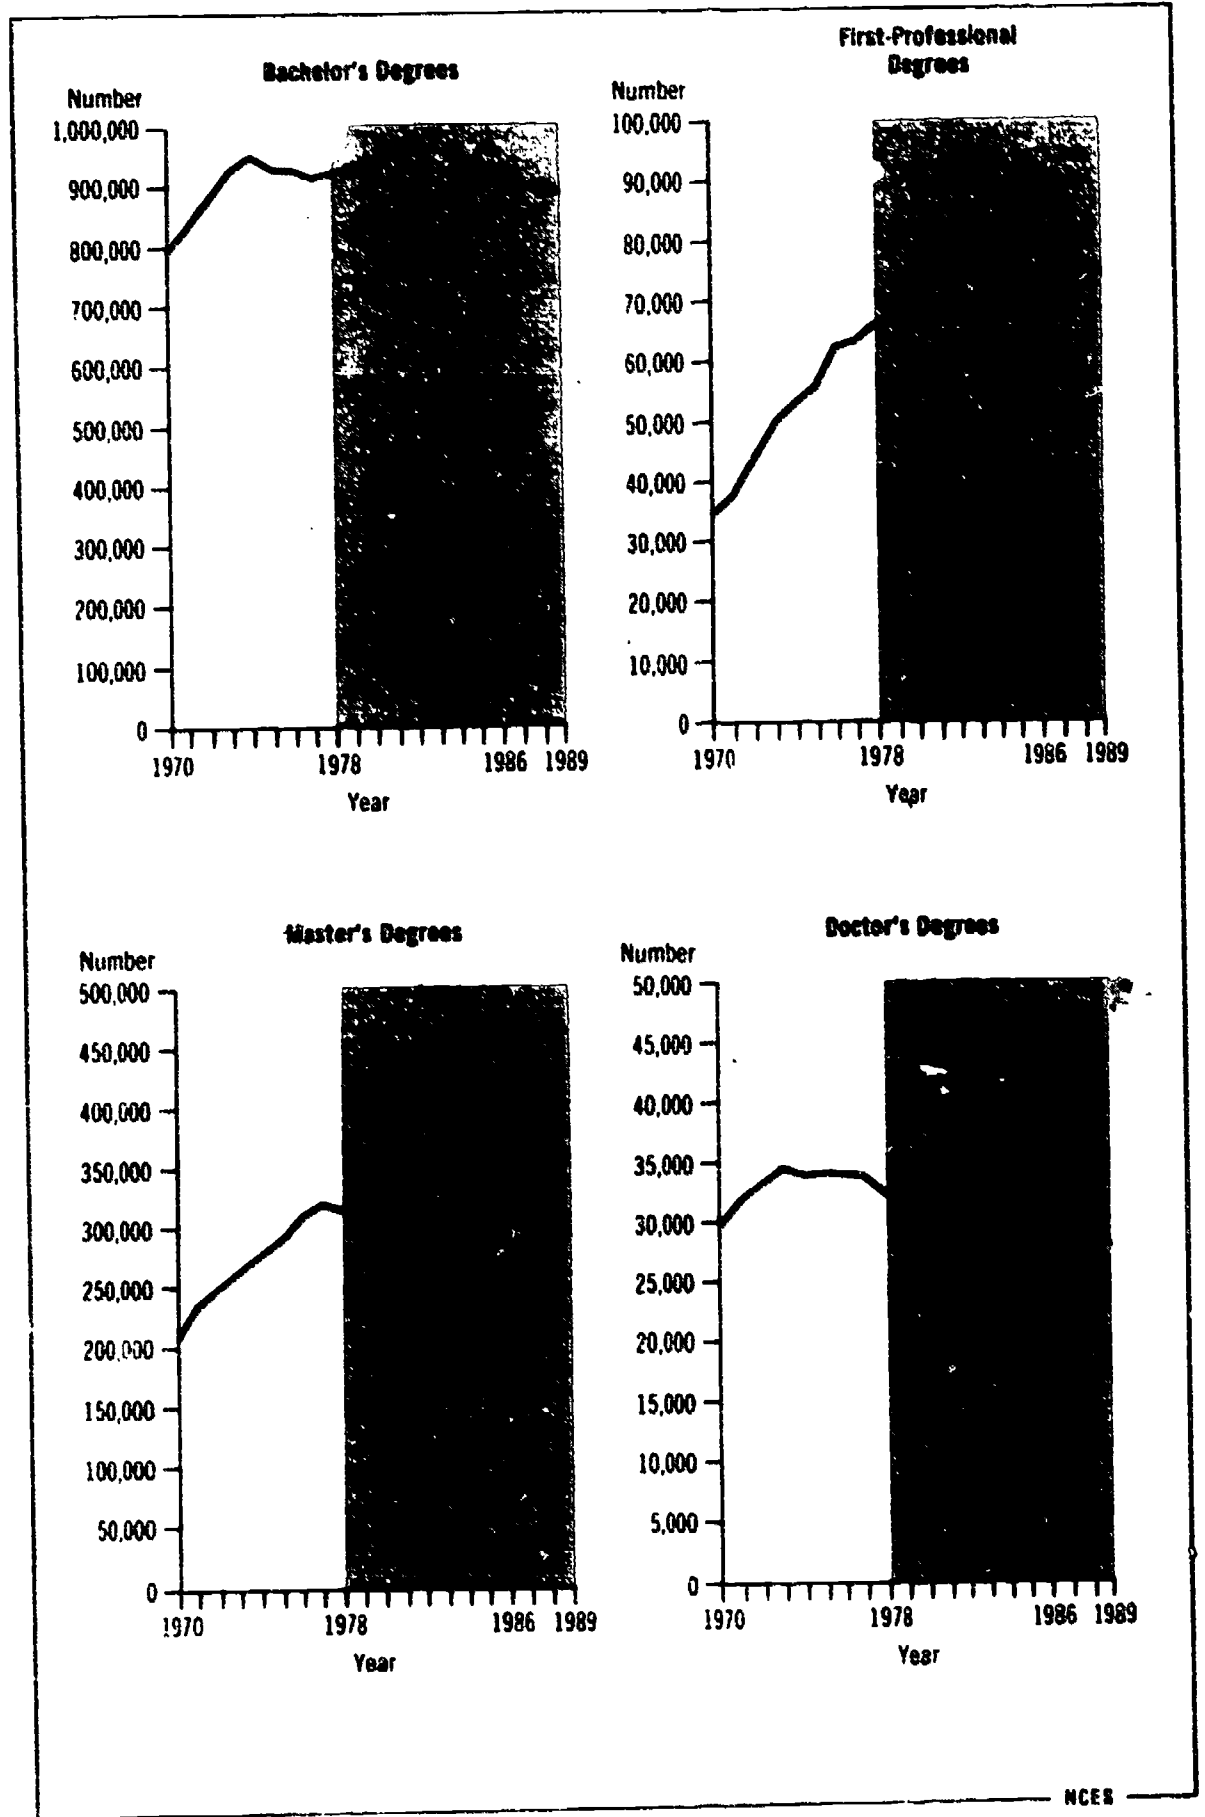 Bachelor's Degrees
Number
1,000,000
900,000
800,000
700,000
600,000
500,000
400,000
300,000
200,000
100,000
0
1970 1978 1986 1989
Year
First-Professional
Degrees
Number
100,000
90,000
80,000
70,000
60,000
50,000
40,000
30,000
20,000
10,000
0
1970 1978 1986 1989
Year
Master's Degrees
Number
500,000
450,000
400,000
350,000
300,000
250,000
200,000
150,000
100,000
50,000
0
1970 1978 1986 1989
Year
Doctor's Degrees
Number
50,000
45,000
40,000
35,000
30,000
25,000
20,000
15,000
10,000
5,000
0
1970 1978 1986 1989
Year
NCES